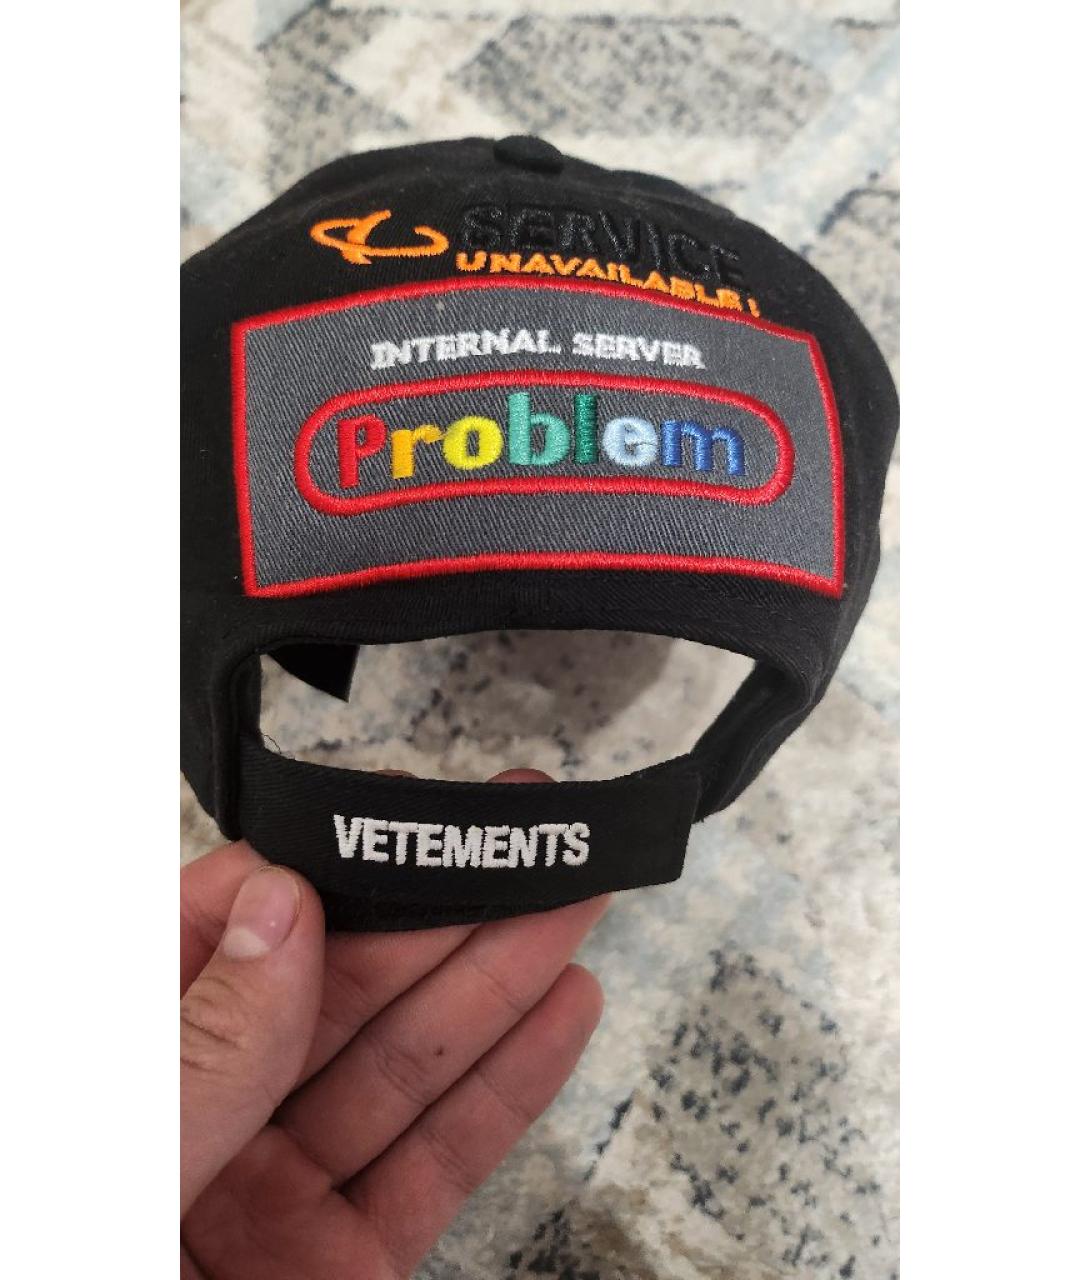 SERVICE
UNAVAILABLE!
INTERNAL SERVER
Problem
VETEMENTS